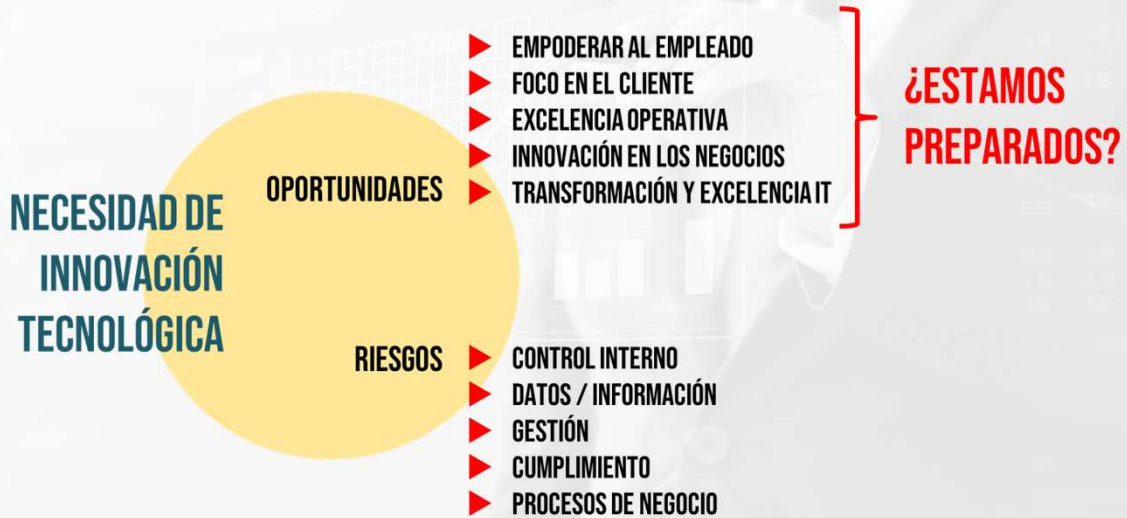 NECESIDAD DE
INNOVACIÓN
TECNOLÓGICA
OPORTUNIDADES
EMPODERAR AL EMPLEADO
FOCO EN EL CLIENTE
EXCELENCIA OPERATIVA
INNOVACIÓN EN LOS NEGOCIOS
TRANSFORMACIÓN Y EXCELENCIA IT
¿ESTAMOS
PREPARADOS?
RIESGOS
CONTROL INTERNO
DATOS / INFORMACIÓN
GESTIÓN
CUMPLIMIENTO
PROCESOS DE NEGOCIO